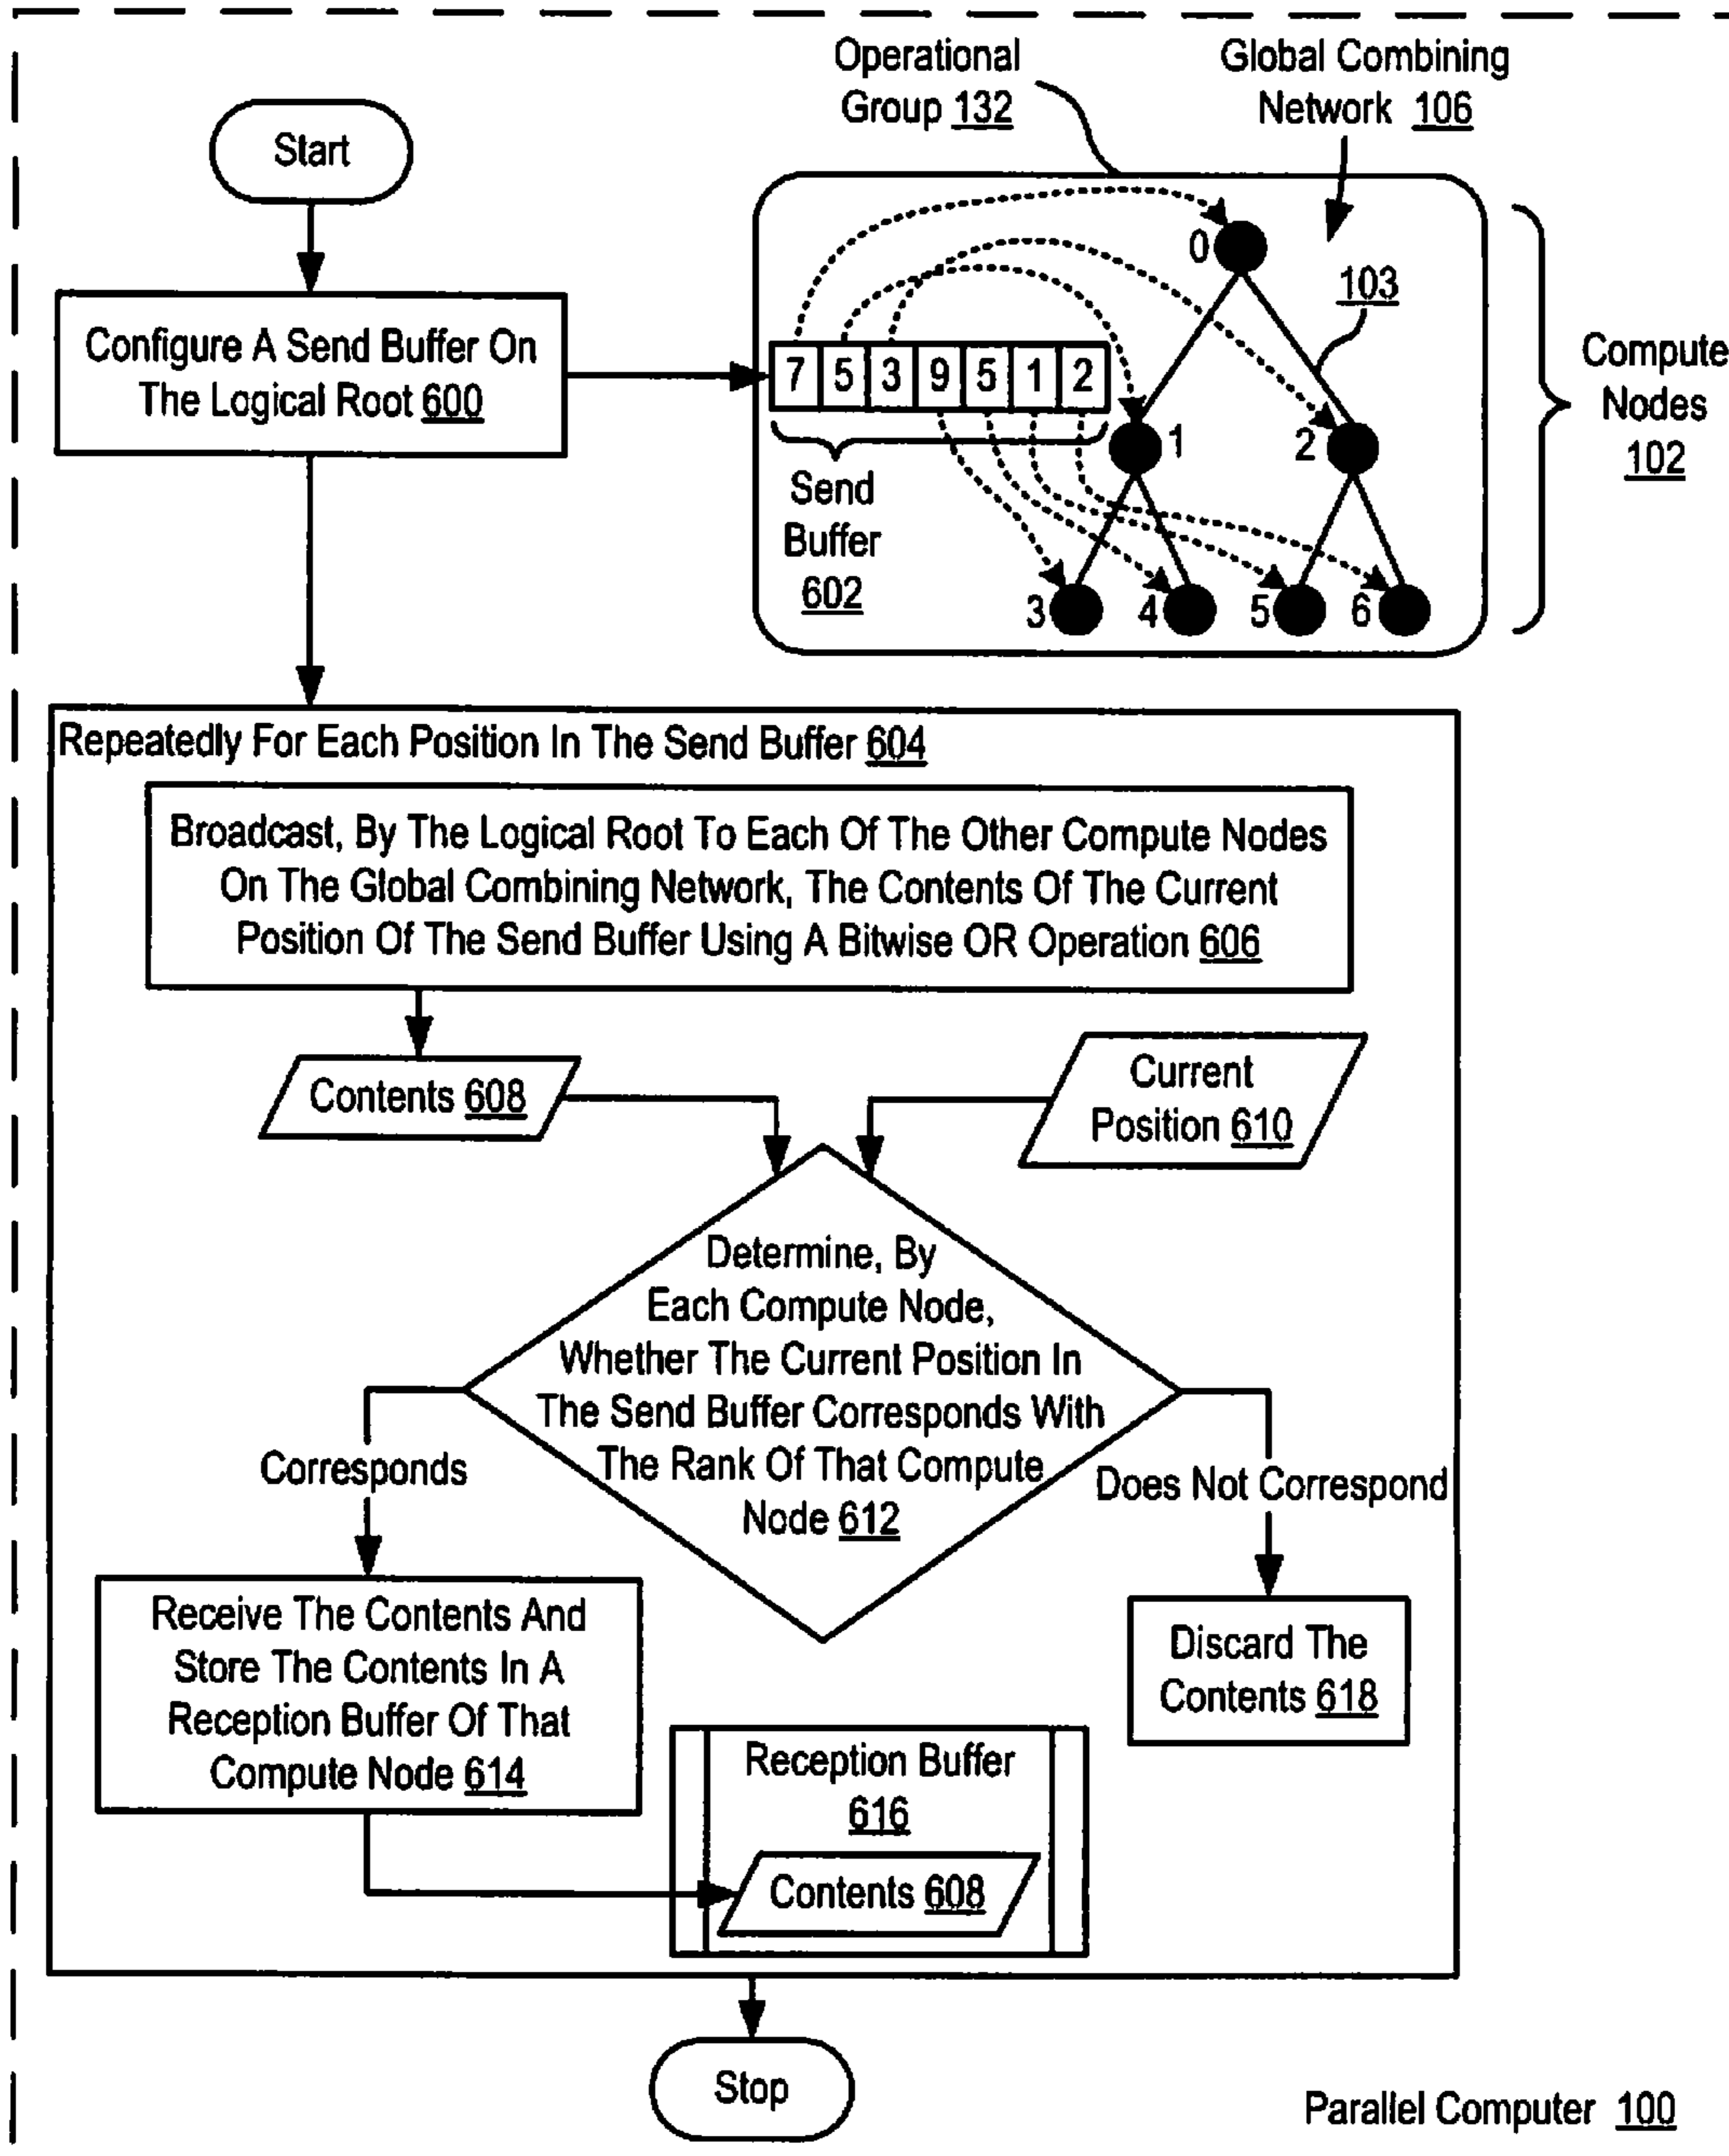 Operational
Group 132
Global Combining
Network 106
Start
0
103
Configure A Send Buffer On
The Logical Root 600
7 5 3 9 5 1 2
Compute
Nodes
102
1
2
Send
Buffer
602
3
4
5
6
Repeatedly For Each Position In The Send Buffer 604
Broadcast, By The Logical Root To Each Of The Other Compute Nodes
On The Global Combining Network, The Contents Of The Current
Position Of The Send Buffer Using A Bitwise OR Operation 606
Contents 608
Current
Position 610
Determine, By
Each Compute Node,
Whether The Current Position In
The Send Buffer Corresponds With
The Rank Of That Compute
Node 612
Corresponds
Does Not Correspond
Receive The Contents And
Store The Contents In A
Reception Buffer Of That
Compute Node 614
Discard The
Contents 618
Reception Buffer
616
Contents 608
Stop
Parallel Computer 100